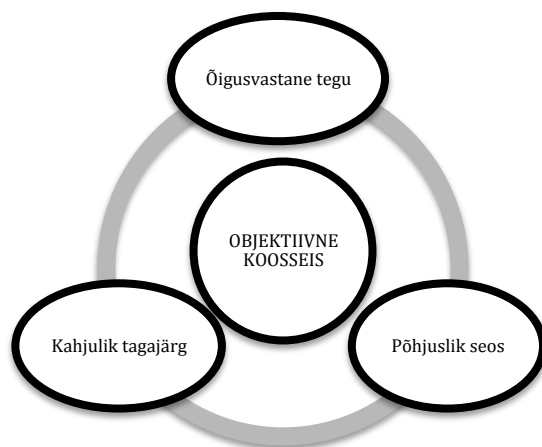 Õigusvastane tegu
OBJEKTIIVNE
KOOSSEIS
Kahjulik tagajärg
Põhjuslik seos